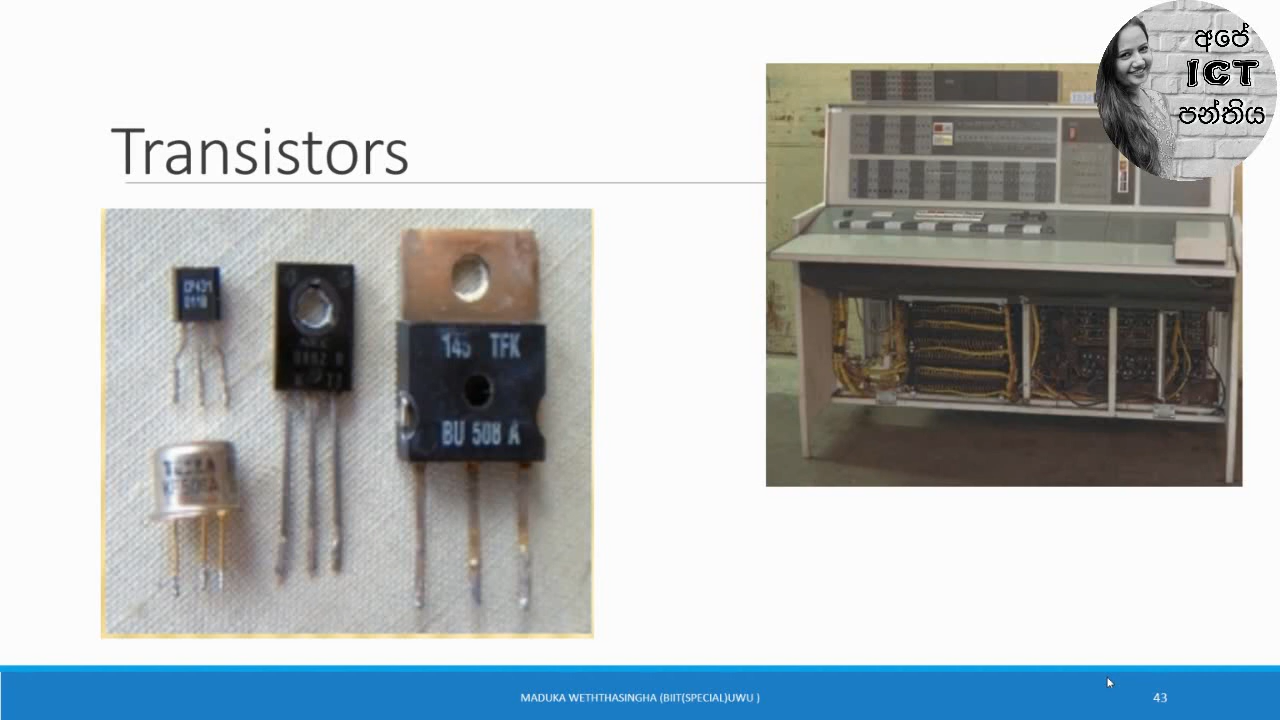 අපේ
ICT
පන්තිය
Transistors
145 TFK
BU 508 A
MADUKA WETHTHASINGHA (BIIT(SPECIAL)UWU )
43